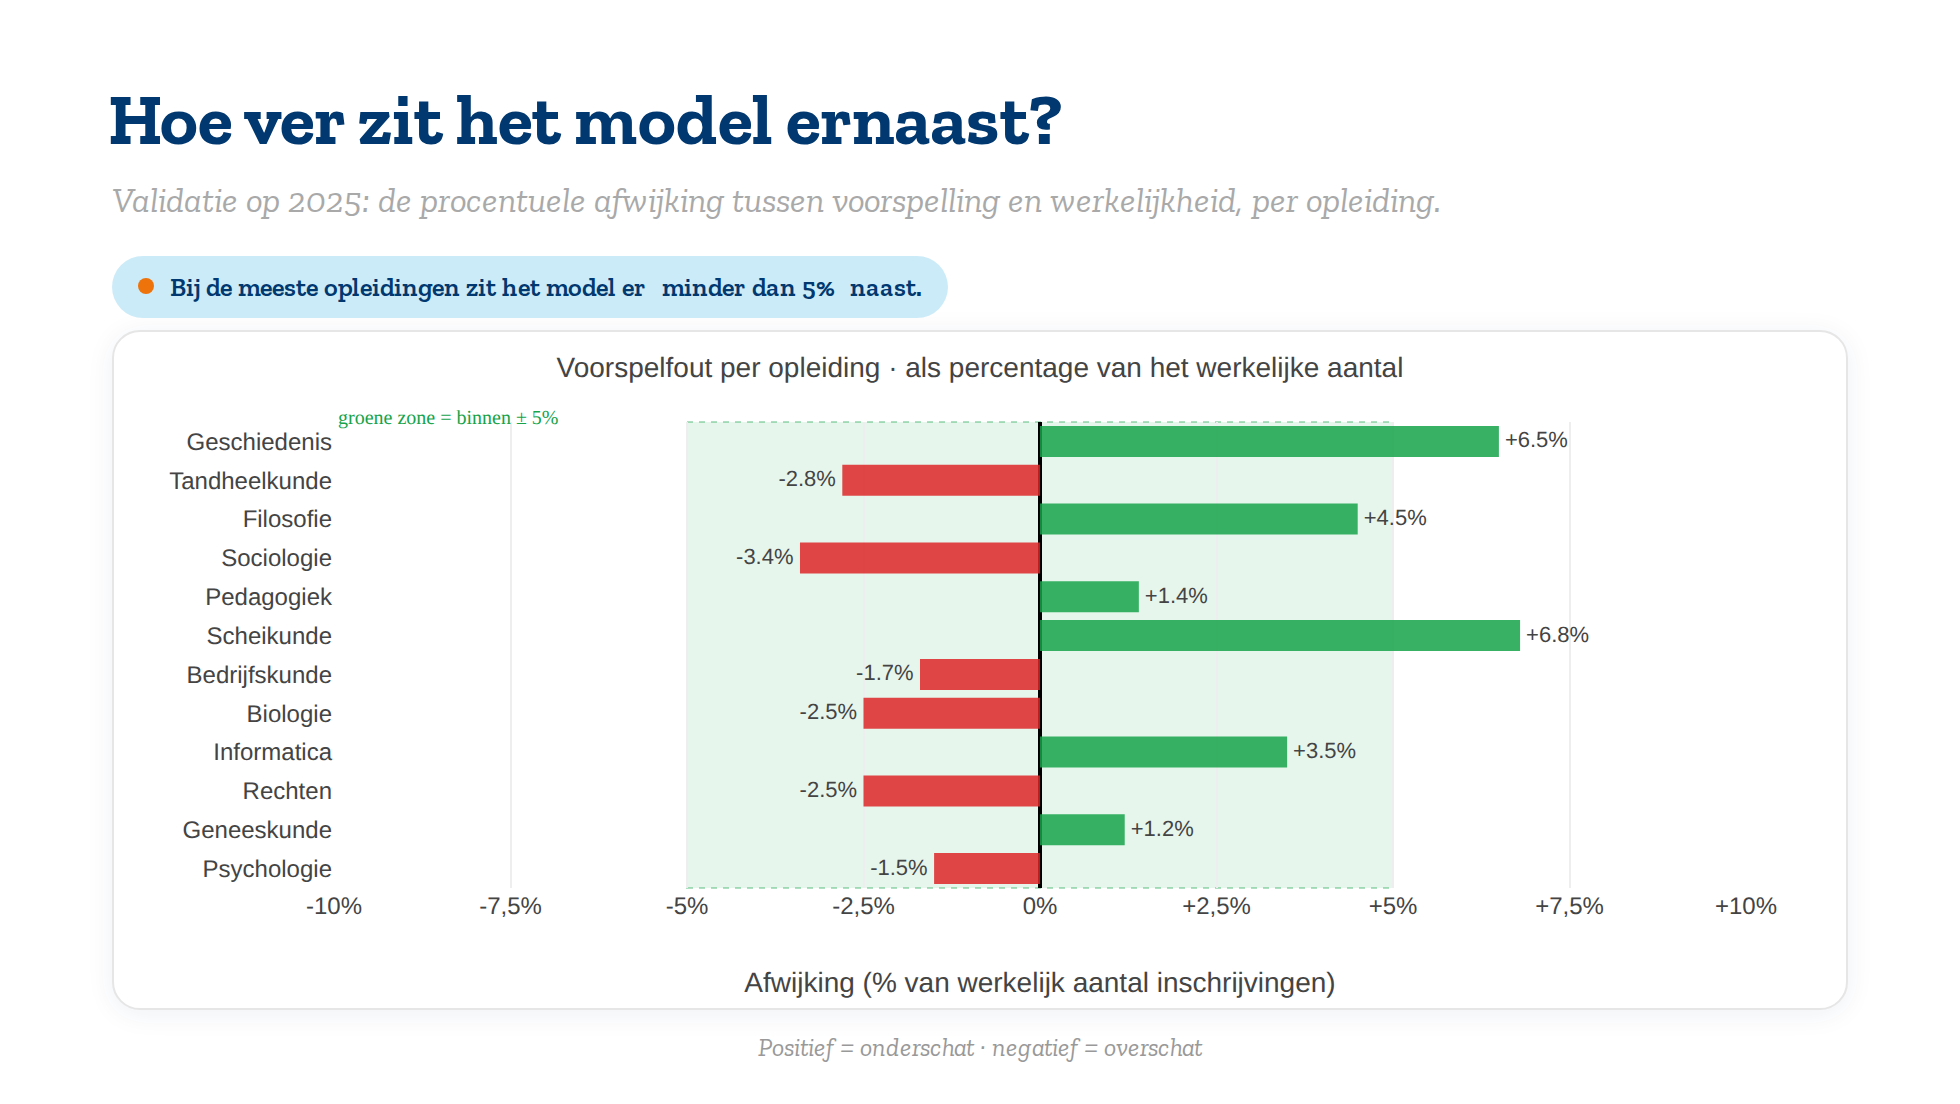 Hoe ver zit het model ernaast?
Validatie op 2025: de procentuele afwijking tussen voorspelling en werkelijkheid, per opleiding.
Bij de meeste opleidingen zit het model er minder dan 5% naast.
Voorspelfout per opleiding · als percentage van het werkelijke aantal
groene zone = binnen ± 5%
Geschiedenis +6.5%
Tandheelkunde -2.8%
Filosofie +4.5%
Sociologie -3.4%
Pedagogiek +1.4%
Scheikunde +6.8%
Bedrijfskunde -1.7%
Biologie -2.5%
Informatica +3.5%
Rechten -2.5%
Geneeskunde +1.2%
Psychologie -1.5%
-10% -7,5% -5% -2,5% 0% +2,5% +5% +7,5% +10%
Afwijking (% van werkelijk aantal inschrijvingen)
Positief = onderschat · negatief = overschat